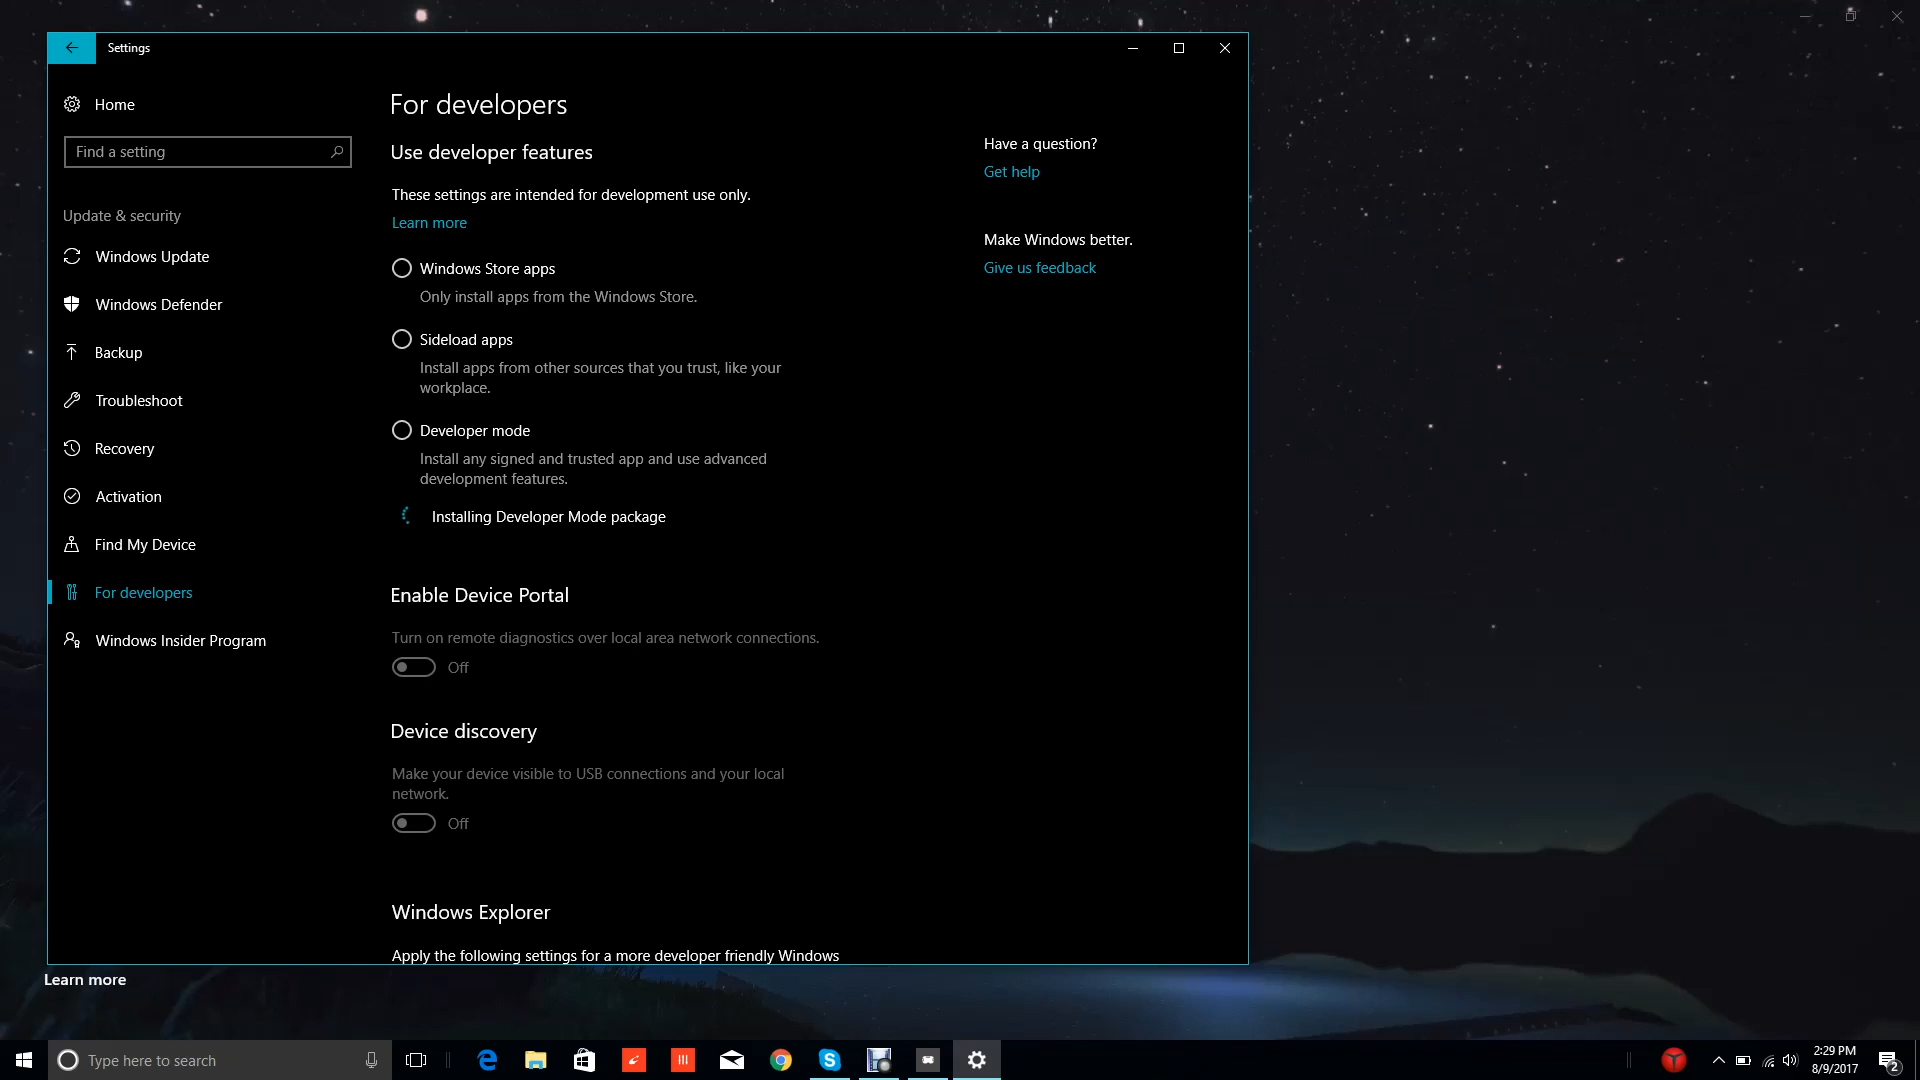 Settings
Home
Find a setting
Update & security
Windows Update
Windows Defender
Backup
Troubleshoot
Recovery
Activation
Find My Device
For developers
Windows Insider Program
For developers
Use developer features
These settings are intended for development use only.
Learn more
Windows Store apps
Only install apps from the Windows Store.
Sideload apps
Install apps from other sources that you trust, like your
workplace.
Developer mode
Install any signed and trusted app and use advanced
development features.
Installing Developer Mode package
Enable Device Portal
Turn on remote diagnostics over local area network connections.
Off
Device discovery
Make your device visible to USB connections and your local
network.
Off
Windows Explorer
Apply the following settings for a more developer friendly Windows
Have a question?
Get help
Make Windows better.
Give us feedback
Learn more
Type here to search
2:29 PM
8/9/2017
2